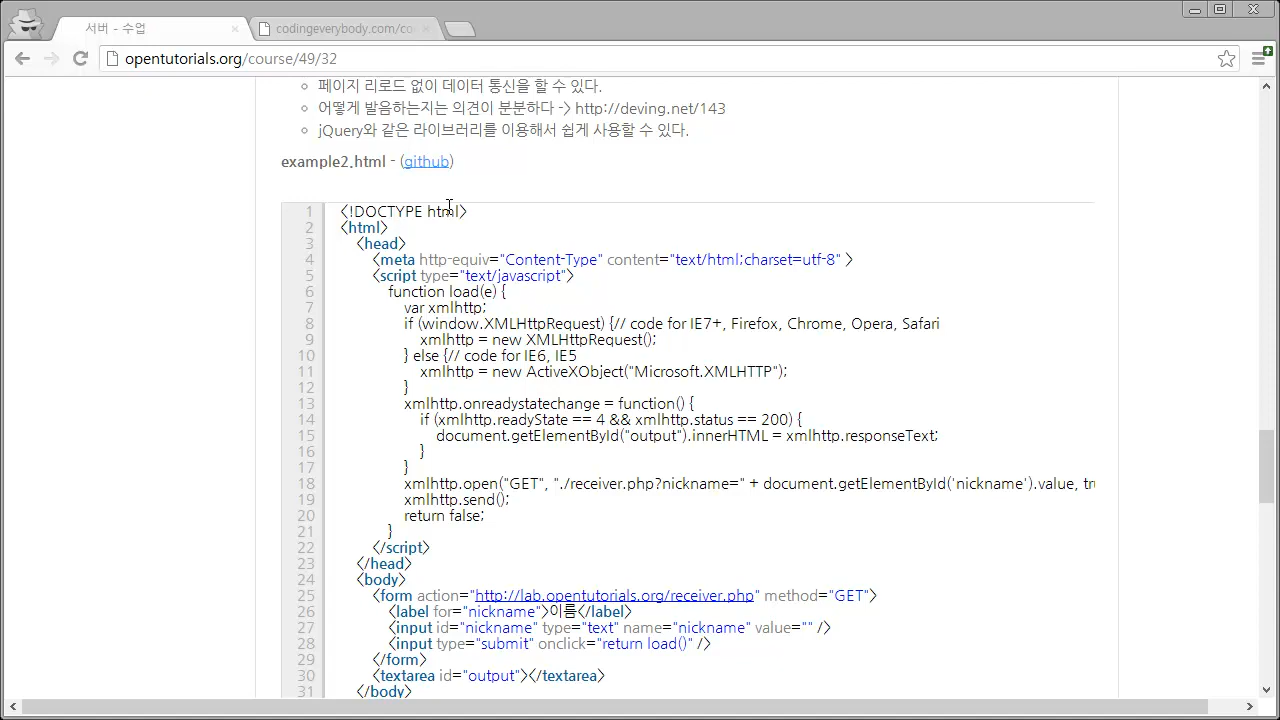 서버 - 수업
codingeverybody.com/co
opentutorials.org/course/49/32
페이지 리로드 없이 데이터 통신을 할 수 있다.
어떻게 발음하는지는 의견이 분분하다 -> http://deving.net/143
jQuery와 같은 라이브러리를 이용해서 쉽게 사용할 수 있다.
example2.html - (github)
1 <!DOCTYPE html>
2 <html>
3 <head>
4 <meta http-equiv="Content-Type" content="text/html;charset=utf-8" >
5 <script type="text/javascript">
6 function load(e) {
7 var xmlhttp;
8 if (window.XMLHttpRequest) {// code for IE7+, Firefox, Chrome, Opera, Safari
9 xmlhttp = new XMLHttpRequest();
10 } else {// code for IE6, IE5
11 xmlhttp = new ActiveXObject("Microsoft.XMLHTTP");
12 }
13 xmlhttp.onreadystatechange = function() {
14 if (xmlhttp.readyState == 4 && xmlhttp.status == 200) {
15 document.getElementById("output").innerHTML = xmlhttp.responseText;
16 }
17 }
18 xmlhttp.open("GET", "./receiver.php?nickname=" + document.getElementById('nickname').value, tru
19 xmlhttp.send();
20 return false;
21 }
22 </script>
23 </head>
24 <body>
25 <form action="http://lab.opentutorials.org/receiver.php" method="GET">
26 <label for="nickname">이름</label>
27 <input id="nickname" type="text" name="nickname" value="" />
28 <input type="submit" onclick="return load()" />
29 </form>
30 <textarea id="output"></textarea>
31 </body>